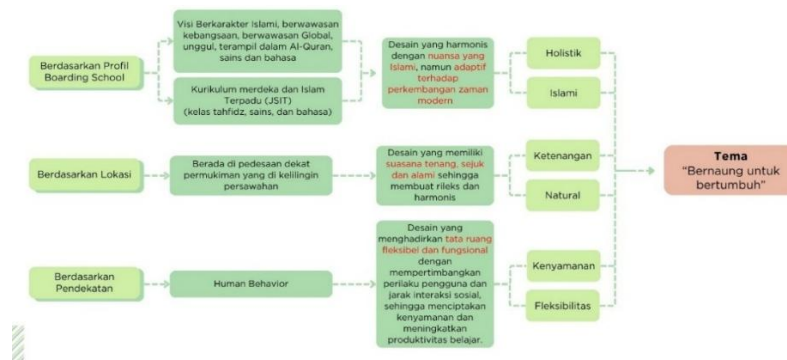 Berdasarkan Profil
Boarding School
Visi Berkarakter Islami, berwawasan
kebangsaan, berwawasan Global,
unggul, terampil dalam Al-Quran,
sains dan bahasa
Kurikulum merdeka dan Islam
Terpadu (JSIT)
(kelas tahfidz, sains, dan bahasa)
Desain yang harmonis
dengan nuansa yang
Islami, namun adaptif
terhadap
perkembangan zaman
modern
Holistik
Islami
Berdasarkan Lokasi
Berada di pedesaan dekat
permukiman yang di kelilingin
persawahan
Desain yang memiliki
suasana tenang, sejuk
dan alami sehingga
membuat rileks dan
harmonis
Ketenangan
Natural
Berdasarkan
Pendekatan
Human Behavior
Desain yang
menghadirkan tata ruang
fleksibel dan fungsional
dengan
mempertimbangkan
perilaku pengguna dan
jarak interaksi sosial,
sehingga menciptakan
kenyamanan dan
meningkatkan
produktivitas belajar.
Kenyamanan
Fleksibilitas
Tema
"Bernaung untuk
bertumbuh"